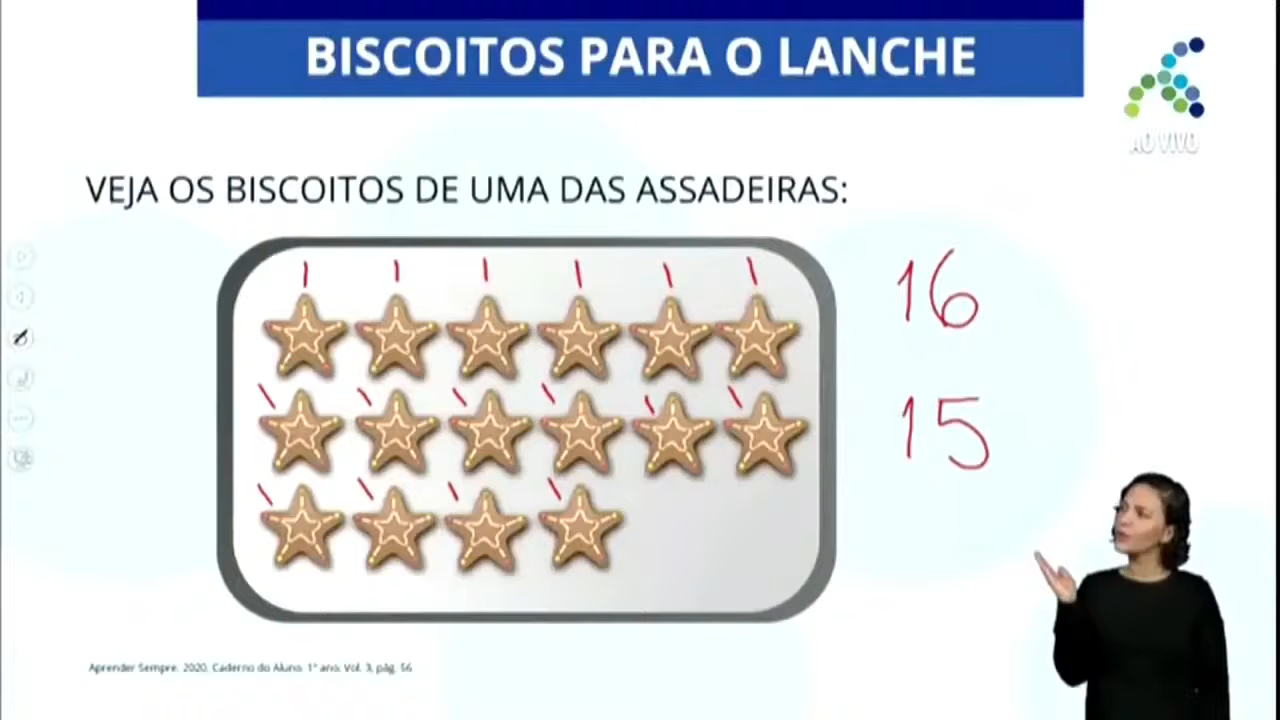 BISCOITOS PARA O LANCHE
AO VIVO
VEJA OS BISCOITOS DE UMA DAS ASSADEIRAS:
16
15
Aprender Sempre. 2020. Caderno do Aluno. 1º ano. Vol. 3, pág. 56